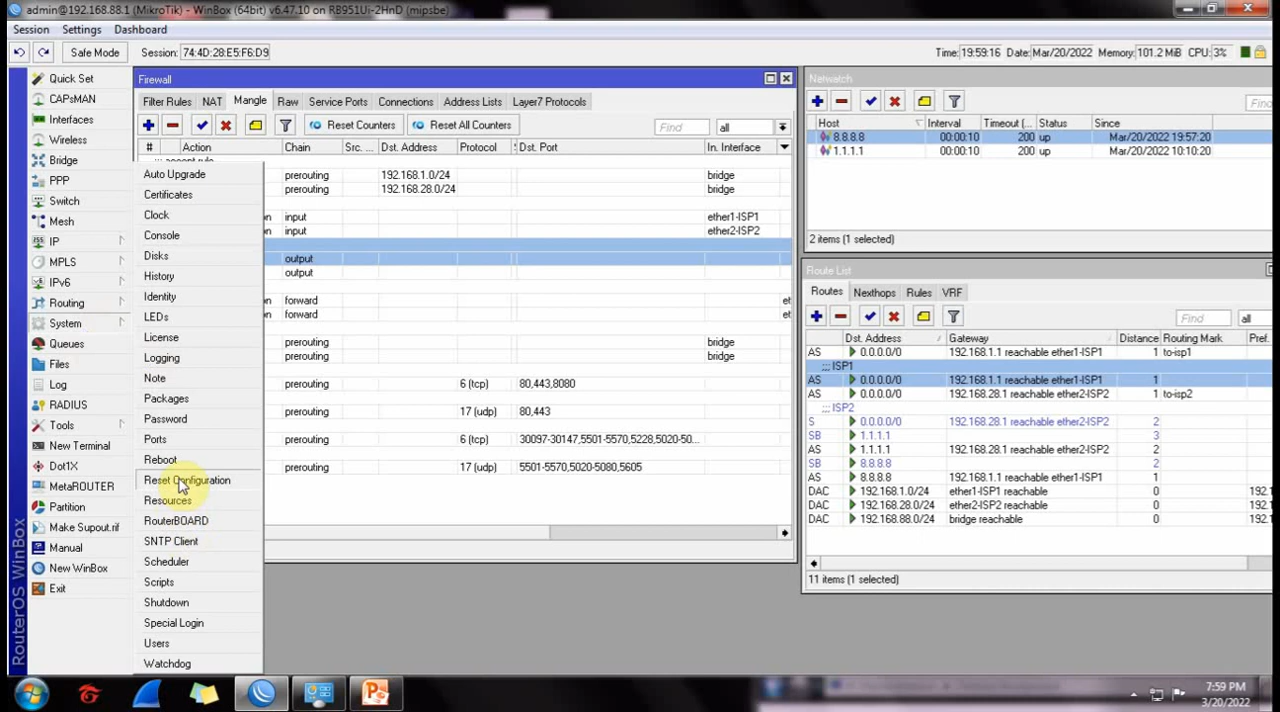 admin@192.168.88.1 (MikroTik) - WinBox (64bit) v6.47.10 on RB951Ui-2HnD (mipsbe)
Session Settings Dashboard
Safe Mode Session: 74:4D:28:E5:F6:D9 Time: 19:59:16 Date: Mar/20/2022 Memory: 101.2 MiB CPU: 3%
Quick Set
CAPsMAN
Interfaces
Wireless
Bridge
PPP
Switch
Mesh
IP
MPLS
IPv6
Routing
System
Queues
Files
Log
RADIUS
Tools
New Terminal
Dot1X
MetaROUTER
Partition
Make Supout.rif
Manual
New WinBox
Exit
RouterOS WinBox
Auto Upgrade
Certificates
Clock
Console
Disks
History
Identity
LEDs
License
Logging
Note
Packages
Password
Ports
Reboot
Reset Configuration
Resources
RouterBOARD
SNTP Client
Scheduler
Scripts
Shutdown
Special Login
Users
Watchdog
Firewall
Filter Rules NAT Mangle Raw Service Ports Connections Address Lists Layer7 Protocols
Reset Counters Reset All Counters Find all
# Action Chain Src. ... Dst. Address Protocol Dst. Port In. Interface
prerouting 192.168.1.0/24 bridge
prerouting 192.168.28.0/24 bridge
input ether1-ISP1
input ether2-ISP2
output
output
forward
forward
prerouting bridge
prerouting bridge
prerouting 6 (tcp) 80,443,8080
prerouting 17 (udp) 80,443
prerouting 6 (tcp) 30097-30147,5501-5570,5228,5020-50...
prerouting 17 (udp) 5501-5570,5020-5080,5605
Netwatch
Find
Host Interval Timeout (... Status Since
8.8.8.8 00:00:10 200 up Mar/20/2022 19:57:20
1.1.1.1 00:00:10 200 up Mar/20/2022 10:10:20
2 items (1 selected)
Route List
Routes Nexthops Rules VRF
Find all
Dst. Address Gateway Distance Routing Mark Pref.
AS 0.0.0.0/0 192.168.1.1 reachable ether1-ISP1 1 to-isp1
;;; ISP1
AS 0.0.0.0/0 192.168.1.1 reachable ether1-ISP1 1
AS 0.0.0.0/0 192.168.28.1 reachable ether2-ISP2 1 to-isp2
;;; ISP2
S 0.0.0.0/0 192.168.28.1 reachable ether2-ISP2 2
SB 1.1.1.1 3
AS 1.1.1.1 192.168.28.1 reachable ether2-ISP2 2
SB 8.8.8.8 2
AS 8.8.8.8 192.168.1.1 reachable ether1-ISP1 1
DAC 192.168.1.0/24 ether1-ISP1 reachable 0 192.
DAC 192.168.28.0/24 ether2-ISP2 reachable 0 192.
DAC 192.168.88.0/24 bridge reachable 0 192.
11 items (1 selected)
7:59 PM
3/20/2022